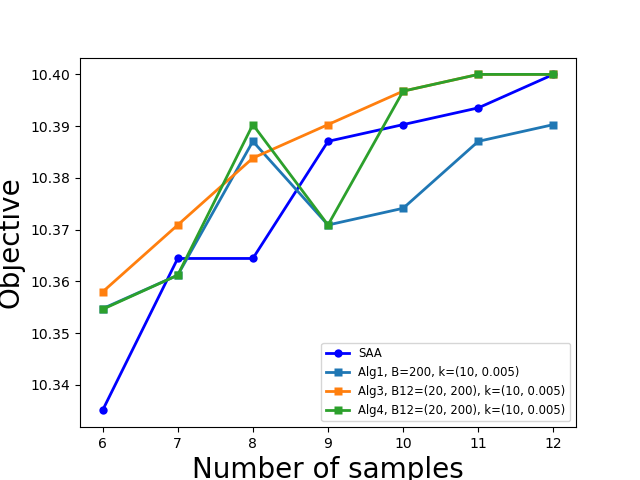 10.40
10.39
10.38
10.37
10.36
10.35
10.34
Objective
6 7 8 9 10 11 12
Number of samples
SAA
Alg1, B=200, k=(10, 0.005)
Alg3, B12=(20, 200), k=(10, 0.005)
Alg4, B12=(20, 200), k=(10, 0.005)